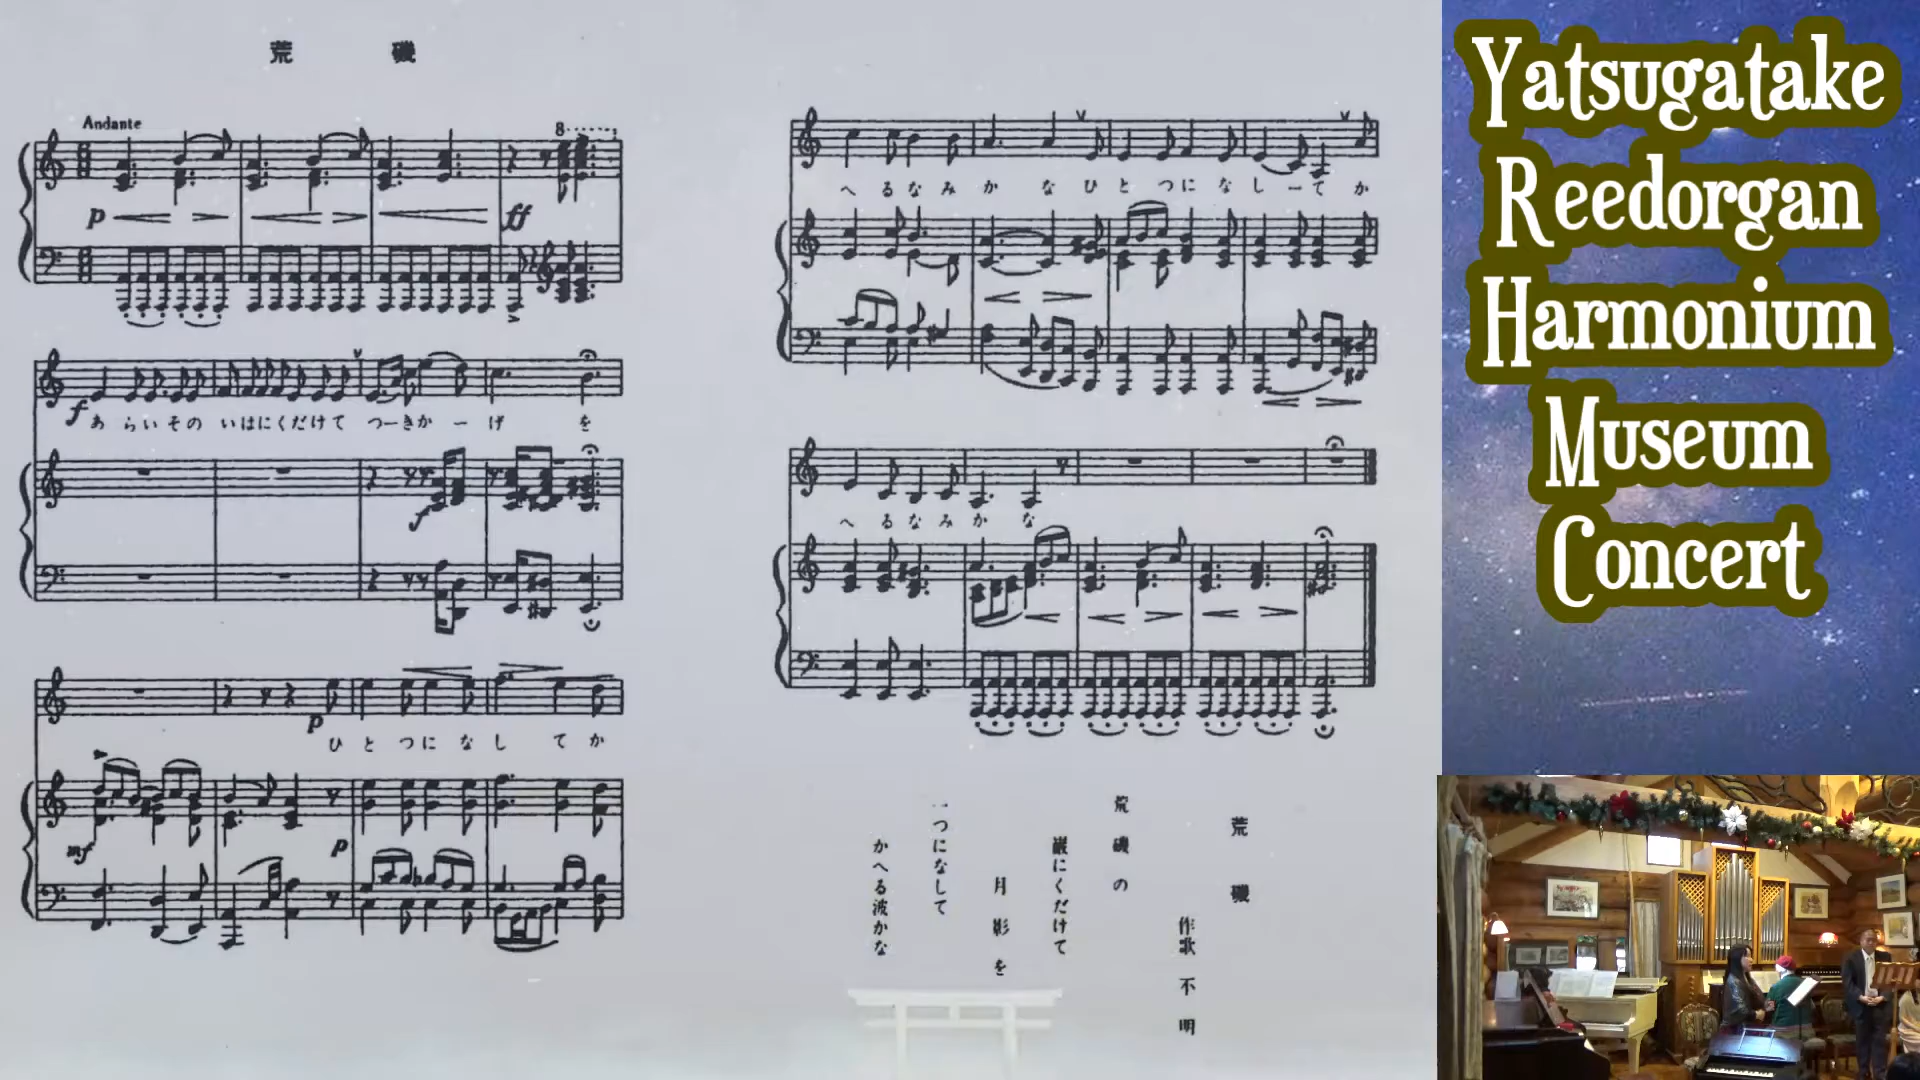 荒 磯
Andante
8
p
ff
f
あ らい その いはにくだけて つーきか ー げ を
f
p
ひ と つに な し て か
mf
p
へ る な み か な ひ と つに な し ーて か
へ る な み か な
荒 磯
作歌 不 明
荒 磯 の
巌にくだけて
月 影 を
一つになして
かへる波かな
Yatsugatake
Reedorgan
Harmonium
Museum
Concert